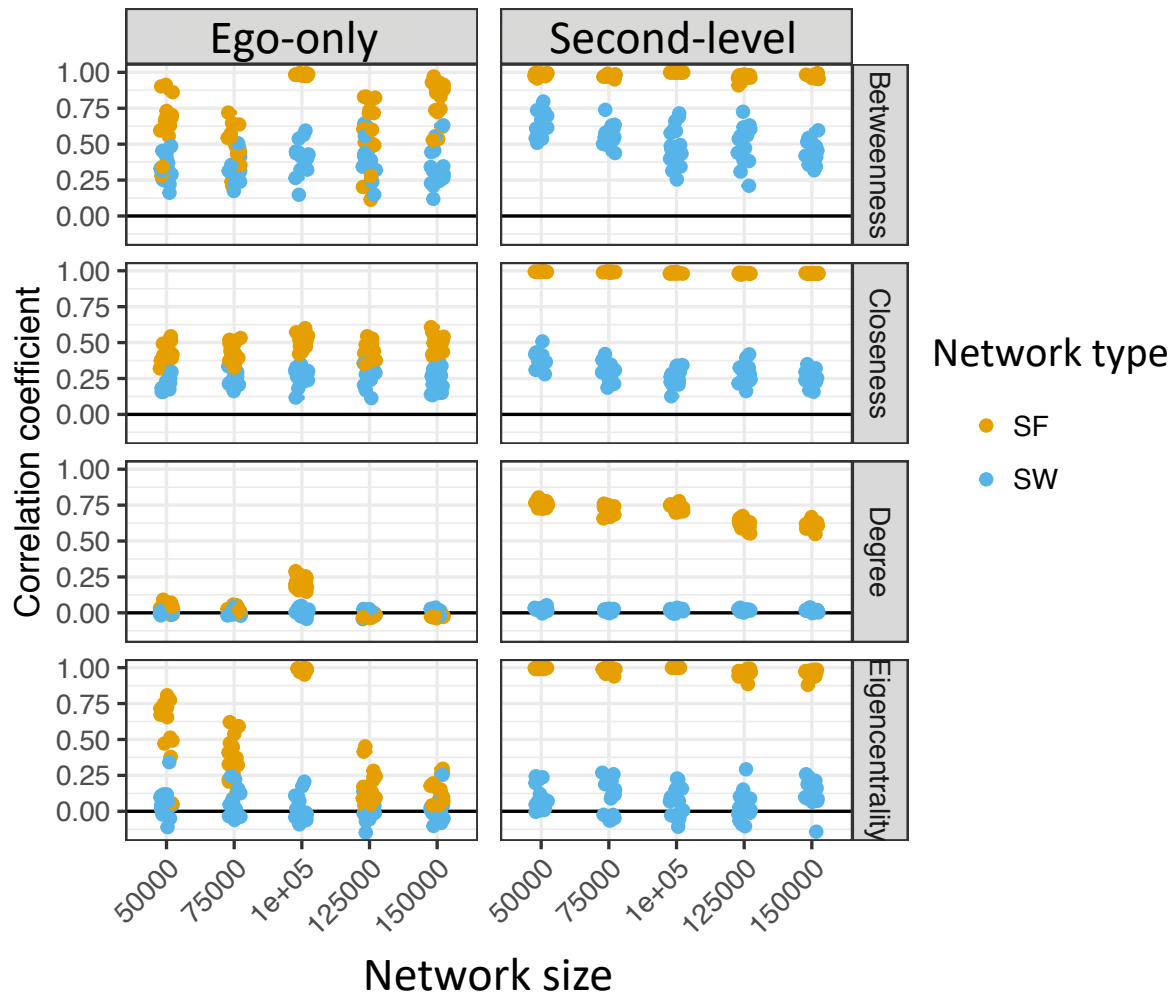 Ego-only
Second-level
1.00
0.75
0.50
0.25
0.00
Betweenness
1.00
0.75
0.50
0.25
0.00
Closeness
1.00
0.75
0.50
0.25
0.00
Degree
1.00
0.75
0.50
0.25
0.00
Eigencentrality
Correlation coefficient
50000
75000
1e+05
125000
150000
50000
75000
1e+05
125000
150000
Network size
Network type
SF
SW